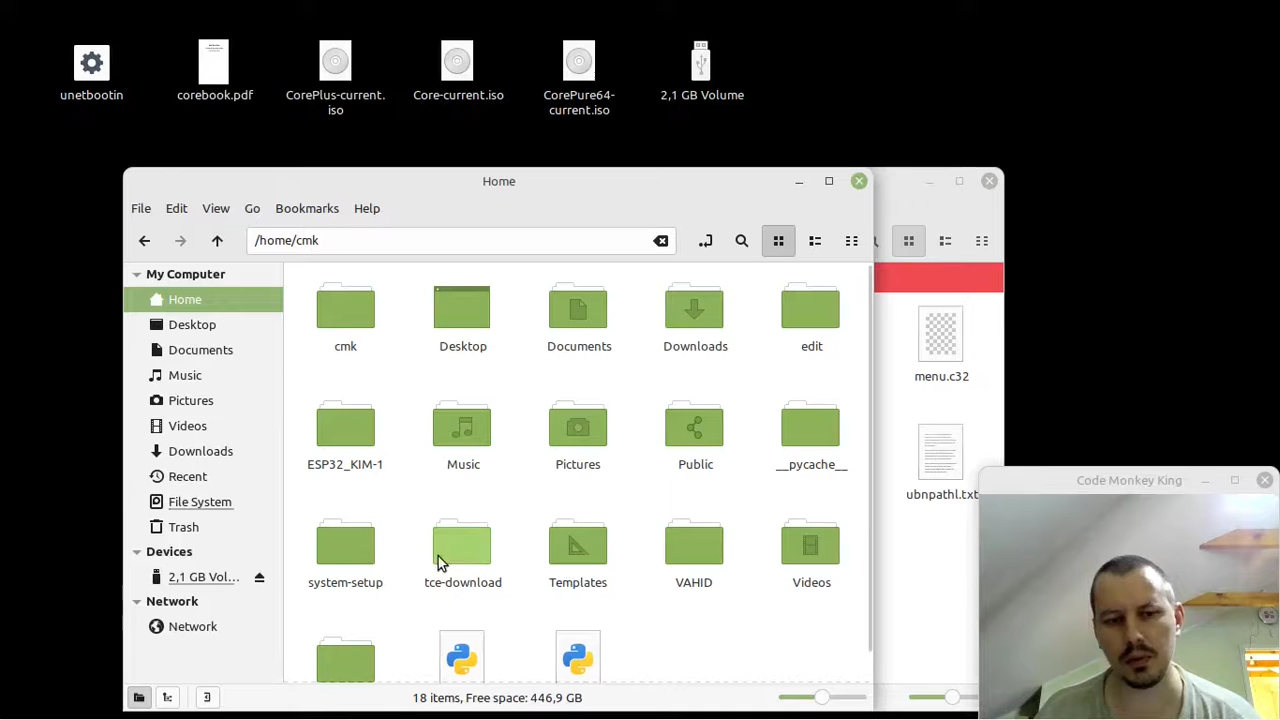 unetbootin
corebook.pdf
CorePlus-current.
iso
Core-current.iso
CorePure64-
current.iso
2,1 GB Volume
Home
File Edit View Go Bookmarks Help
/home/cmk
My Computer
Home
Desktop
Documents
Music
Pictures
Videos
Downloads
Recent
File System
Trash
Devices
2,1 GB Vol...
Network
Network
cmk
Desktop
Documents
Downloads
edit
ESP32_KIM-1
Music
Pictures
Public
__pycache__
system-setup
tce-download
Templates
VAHID
Videos
18 items, Free space: 446,9 GB
menu.c32
ubnpathl.txt
Code Monkey King